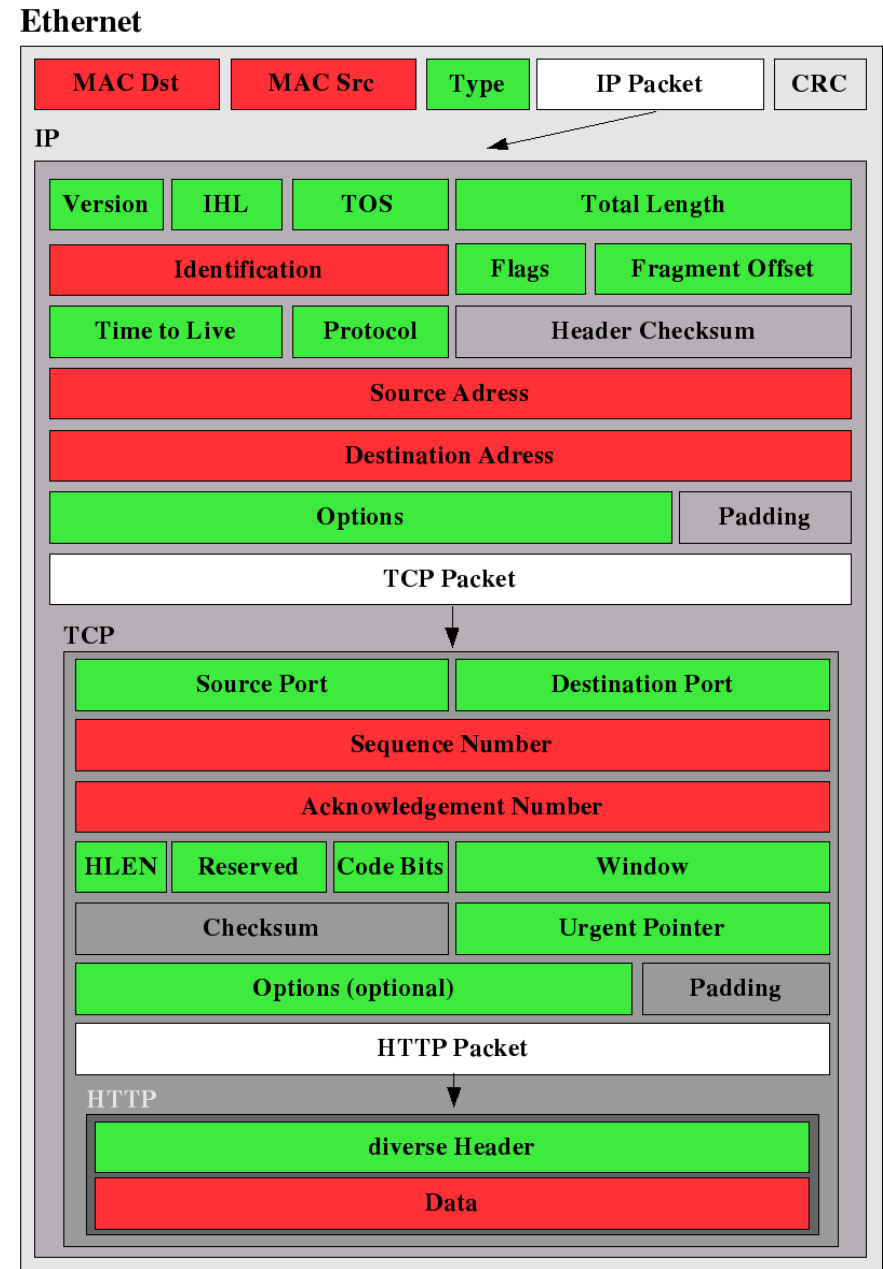 Ethernet
MAC Dst MAC Src Type IP Packet CRC
IP
Version IHL TOS Total Length
Identification Flags Fragment Offset
Time to Live Protocol Header Checksum
Source Adress
Destination Adress
Options Padding
TCP Packet
TCP
Source Port Destination Port
Sequence Number
Acknowledgement Number
HLEN Reserved Code Bits Window
Checksum Urgent Pointer
Options (optional) Padding
HTTP Packet
HTTP
diverse Header
Data